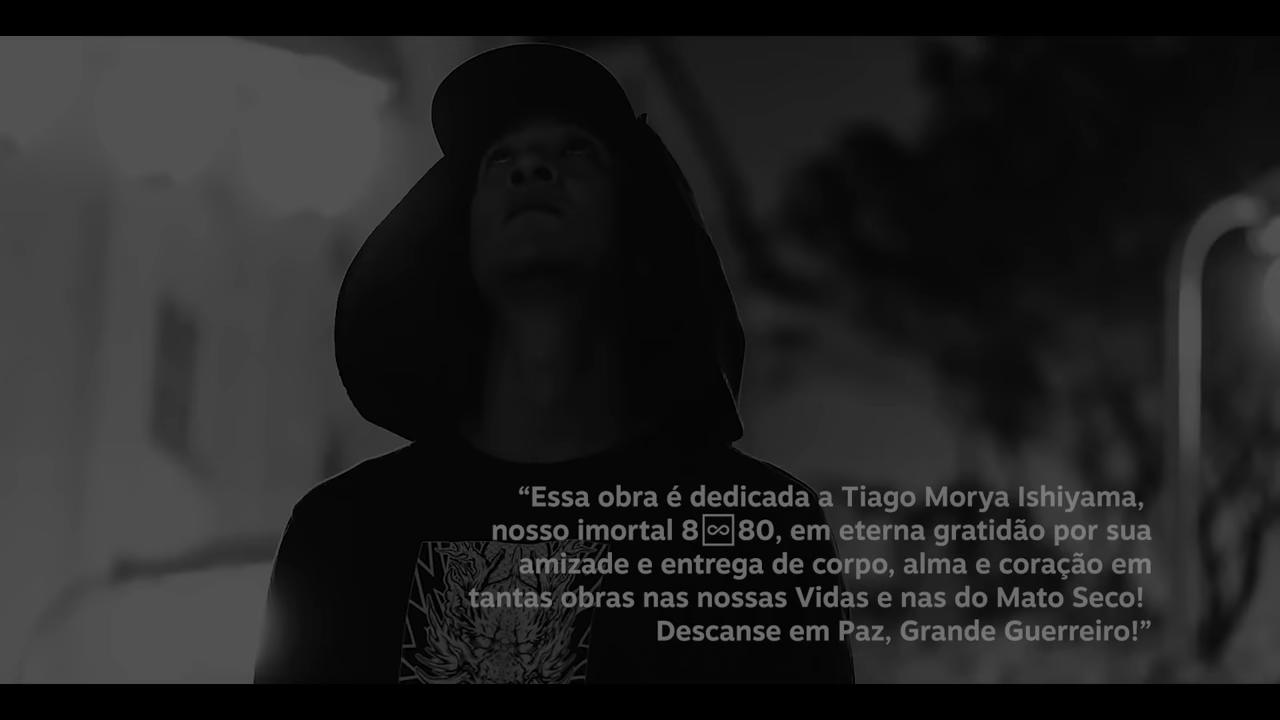 “Essa obra é dedicada a Tiago Morya Ishiyama,
nosso imortal 8♾80, em eterna gratidão por sua
amizade e entrega de corpo, alma e coração em
tantas obras nas nossas Vidas e nas do Mato Seco!
Descanse em Paz, Grande Guerreiro!”